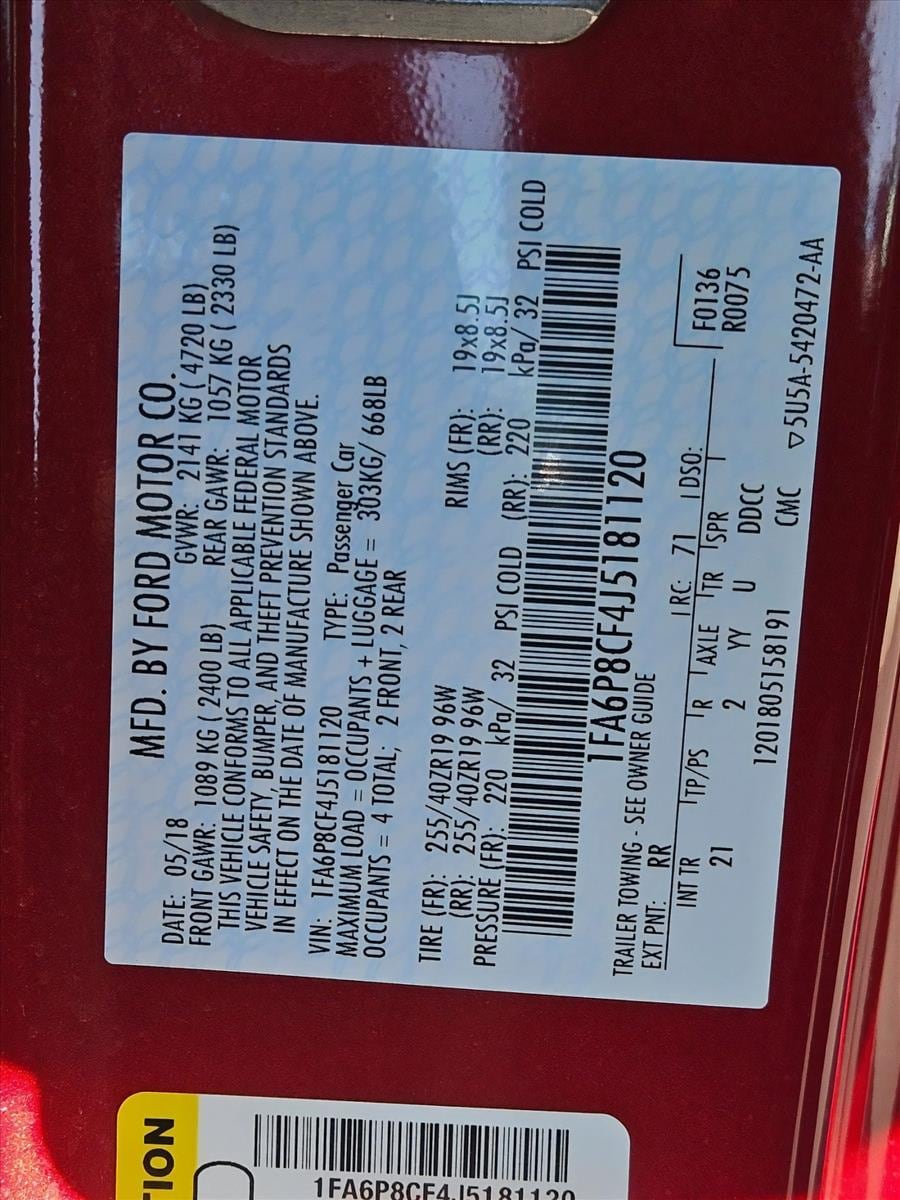 MFD. BY FORD MOTOR CO.
DATE: 05/18 GVWR: 2141 KG ( 4720 LB)
FRONT GAWR: 1089 KG ( 2400 LB) REAR GAWR: 1057 KG ( 2330 LB)
THIS VEHICLE CONFORMS TO ALL APPLICABLE FEDERAL MOTOR
VEHICLE SAFETY, BUMPER, AND THEFT PREVENTION STANDARDS
IN EFFECT ON THE DATE OF MANUFACTURE SHOWN ABOVE.
VIN: 1FA6P8CF4J5181120 TYPE: Passenger Car
MAXIMUM LOAD = OCCUPANTS + LUGGAGE = 303KG/ 668LB
OCCUPANTS = 4 TOTAL; 2 FRONT, 2 REAR
TIRE (FR): 255/40ZR19 96W RIMS (FR): 19x8.5J
(RR): 255/40ZR19 96W (RR): 19x8.5J
PRESSURE (FR): 220 kPa/ 32 PSI COLD (RR): 220 kPa/ 32 PSI COLD
1FA6P8CF4J5181120
TRAILER TOWING - SEE OWNER GUIDE
EXT PNT: RR RC: 71 DSO:
F0136
R0075
INT TR TP/PS R AXLE TR SPR
21 2 YY U DDCC
1201805158191 CMC ▽5U5A-5420472-AA
TION
1FA6P8CF4J5181120